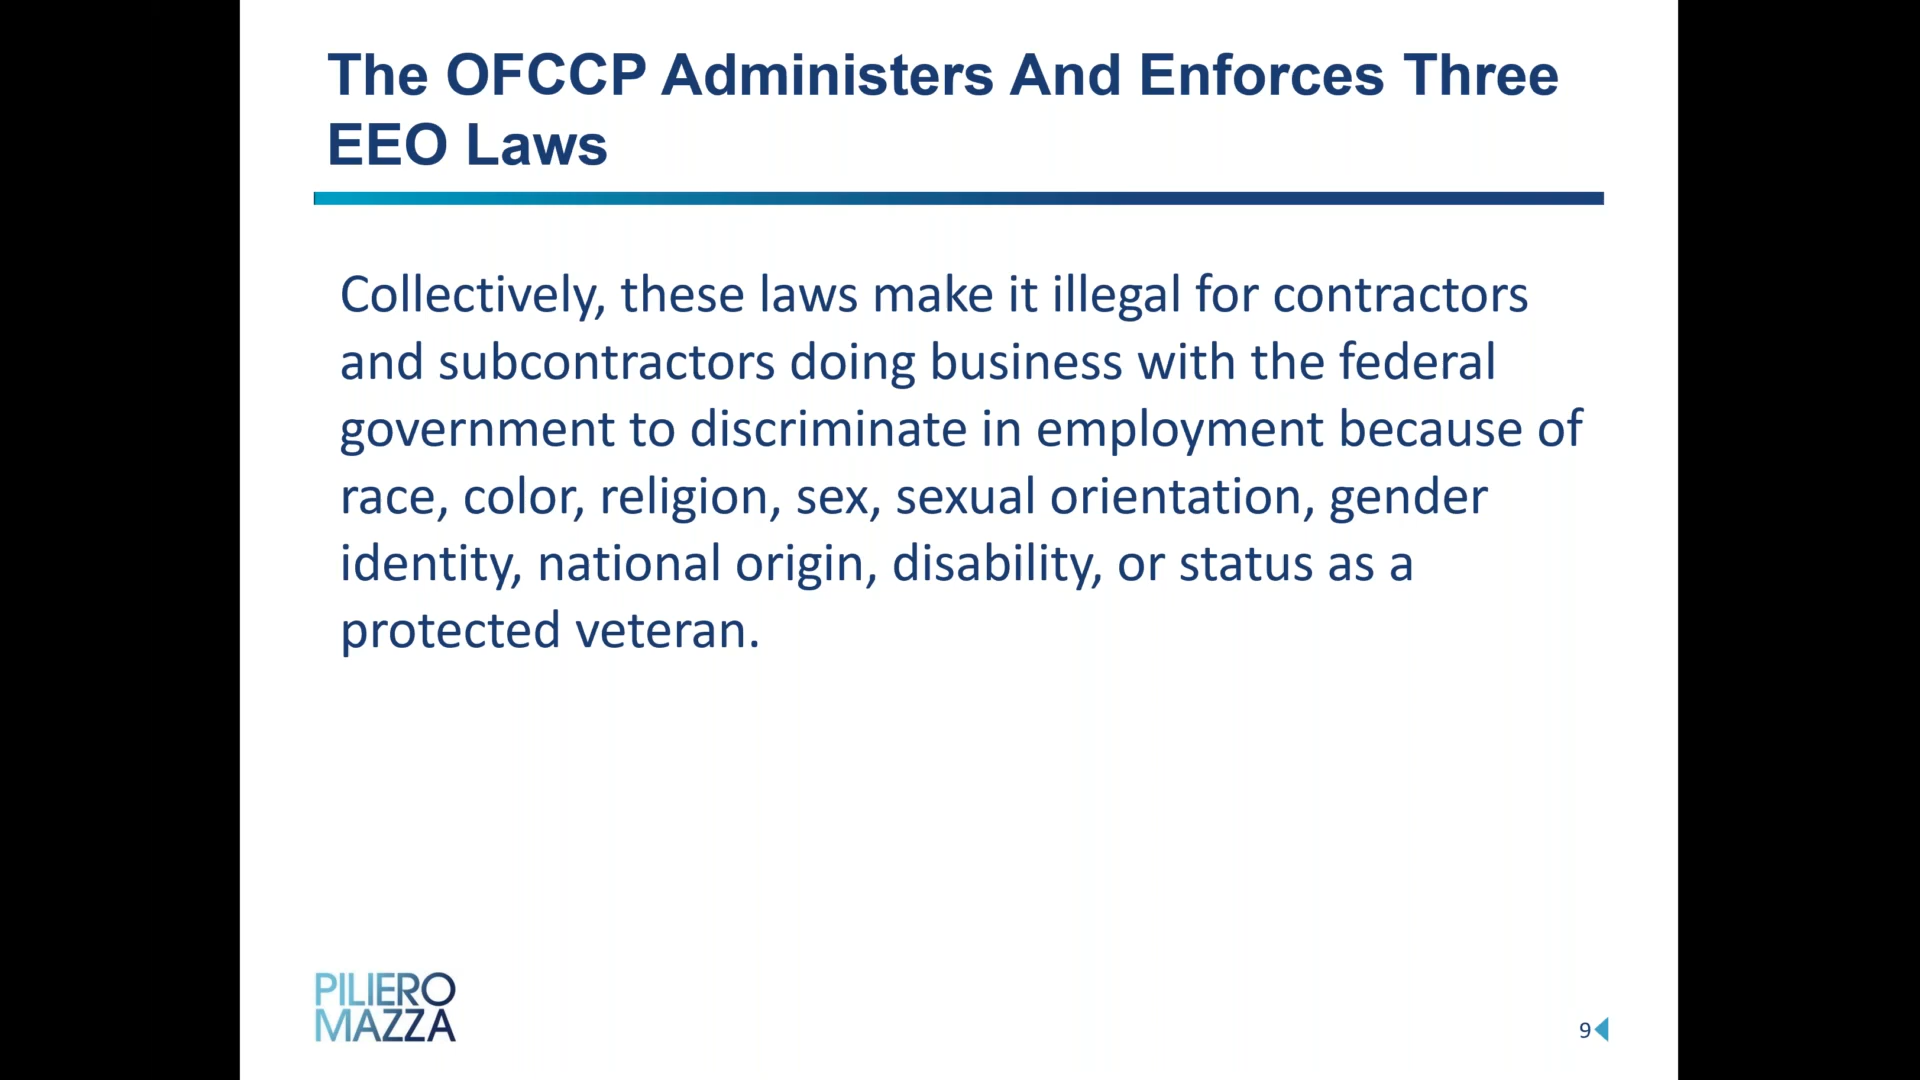 The OFCCP Administers And Enforces Three
EEO Laws
Collectively, these laws make it illegal for contractors
and subcontractors doing business with the federal
government to discriminate in employment because of
race, color, religion, sex, sexual orientation, gender
identity, national origin, disability, or status as a
protected veteran.
PILIERO
MAZZA
9